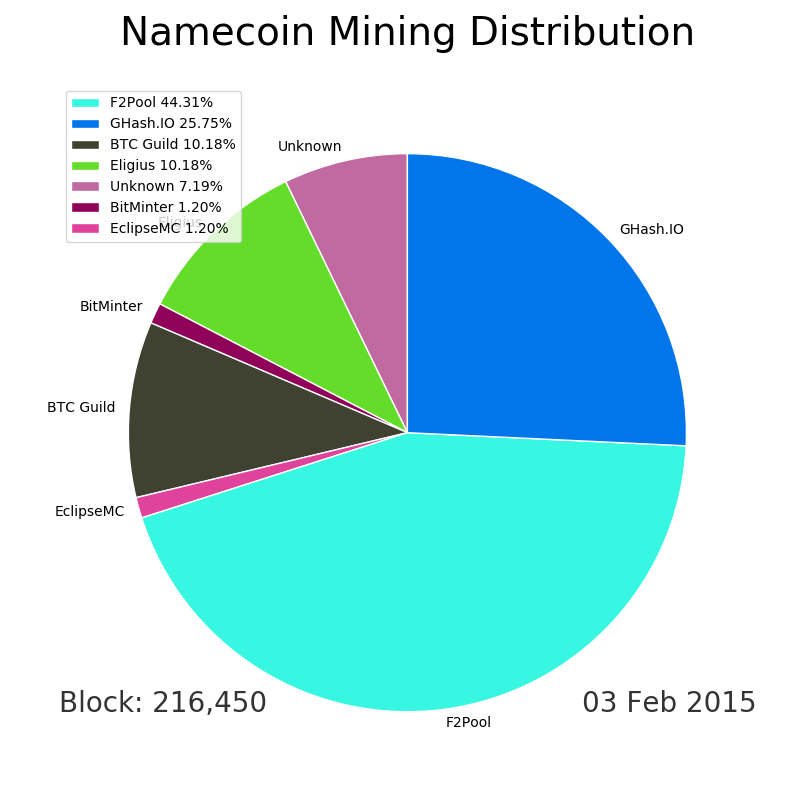 Namecoin Mining Distribution
F2Pool 44.31%
GHash.IO 25.75%
BTC Guild 10.18%
Eligius 10.18%
Unknown 7.19%
BitMinter 1.20%
EclipseMC 1.20%
Unknown
GHash.IO
Eligius
BitMinter
BTC Guild
EclipseMC
F2Pool
Block: 216,450
03 Feb 2015